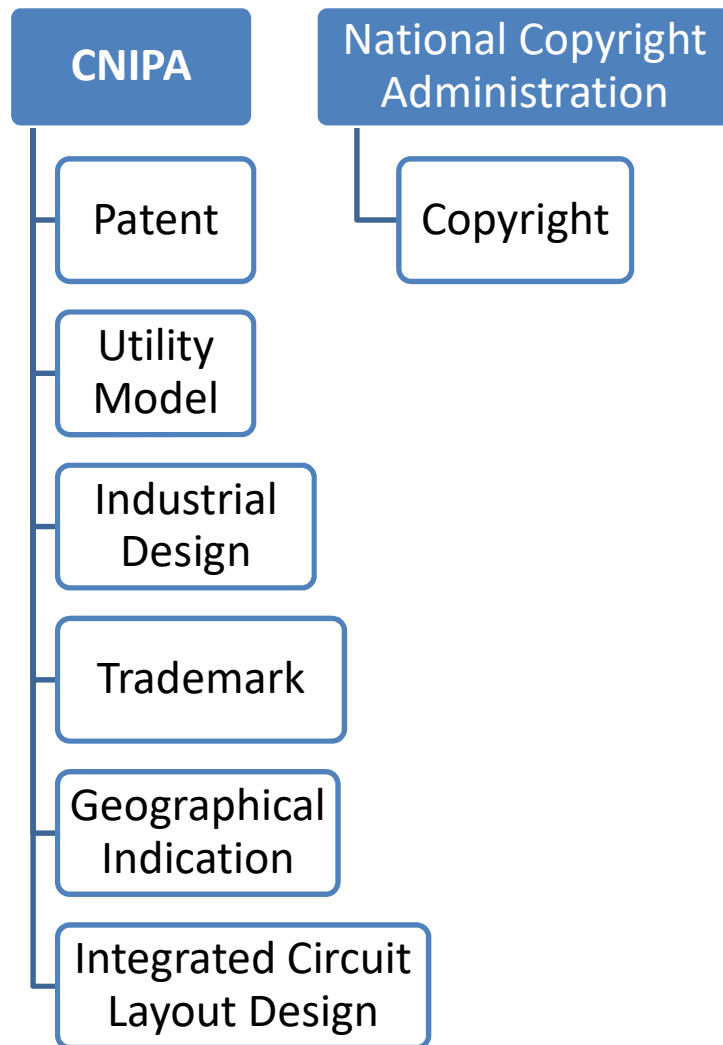 CNIPA
Patent
Utility
Model
Industrial
Design
Trademark
Geographical
Indication
Integrated Circuit
Layout Design
National Copyright
Administration
Copyright